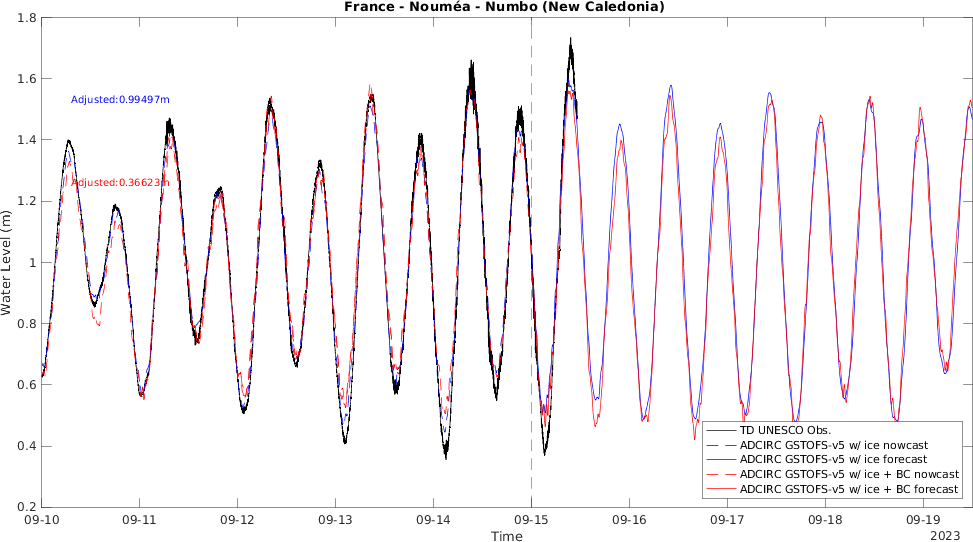 France - Nouméa - Numbo (New Caledonia)
1.8
1.6
1.4
1.2
1
0.8
0.6
0.4
0.2
Water Level (m)
Adjusted:0.99497m
Adjusted:0.36623m
TD UNESCO Obs.
ADCIRC GSTOFS-v5 w/ ice nowcast
ADCIRC GSTOFS-v5 w/ ice forecast
ADCIRC GSTOFS-v5 w/ ice + BC nowcast
ADCIRC GSTOFS-v5 w/ ice + BC forecast
09-10 09-11 09-12 09-13 09-14 09-15 09-16 09-17 09-18 09-19
Time
2023